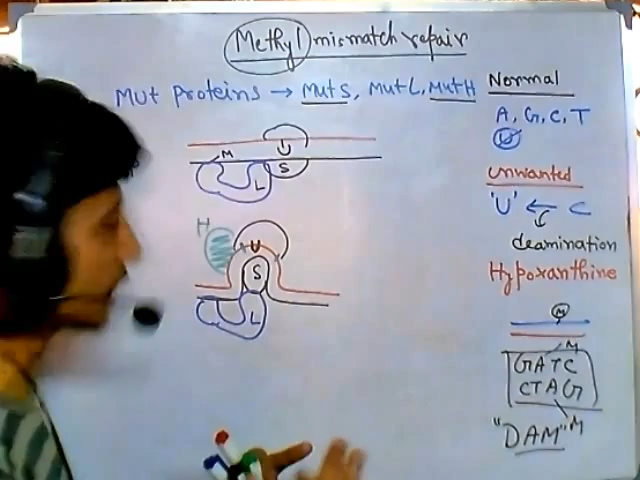 Methyl mismatch repair
Mut proteins → MutS, MutL, MutH
Normal
A, G, C, T
U
unwanted
'U' ← C
deamination
Hypoxanthine
M
U
S
L
H
U
S
L
M
M
GATC
CTAG
M
"DAM"